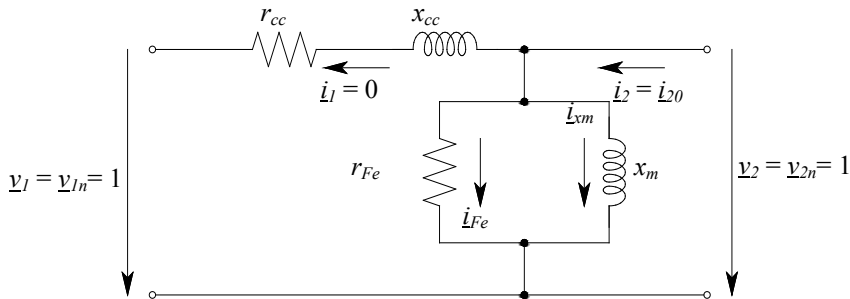 r_cc
x_cc
i_1 = 0
i_2 = i_20
i_xm
v_1 = v_1n = 1
r_Fe
x_m
v_2 = v_2n = 1
i_Fe